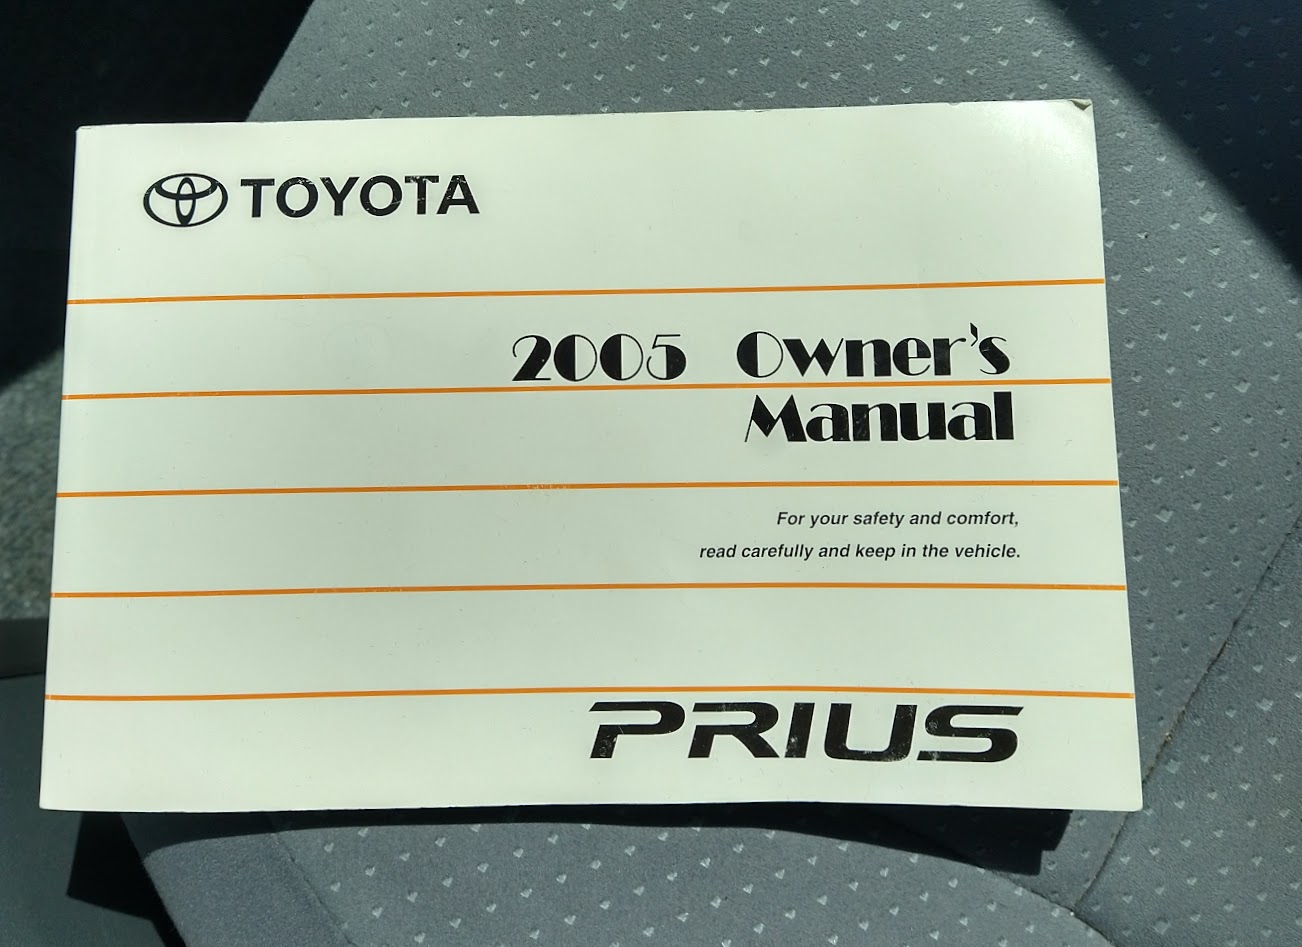 TOYOTA
2005 Owner's
Manual
For your safety and comfort,
read carefully and keep in the vehicle.
PRIUS